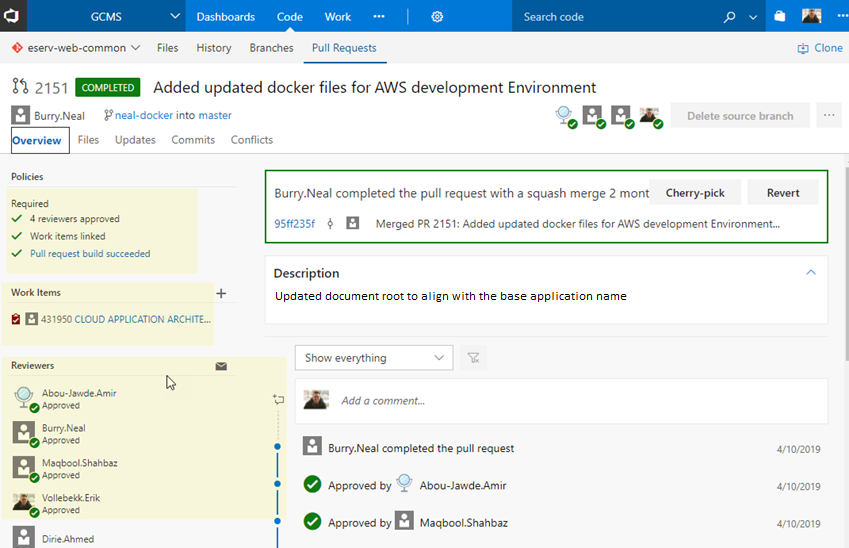 GCMS Dashboards Code Work ••• Search code •••
eserv-web-common Files History Branches Pull Requests Clone
2151 COMPLETED Added updated docker files for AWS development Environment
Burry.Neal neal-docker into master Delete source branch ...
Overview Files Updates Commits Conflicts
Policies
Required
4 reviewers approved
Work items linked
Pull request build succeeded
Work Items
431950 CLOUD APPLICATION ARCHITE...
Reviewers
Abou-Jawde.Amir
Approved
Burry.Neal
Approved
Maqbool.Shahbaz
Approved
Vollebekk.Erik
Approved
Dirie.Ahmed
Burry.Neal completed the pull request with a squash merge 2 mont Cherry-pick Revert
95ff235f Merged PR 2151: Added updated docker files for AWS development Environment...
Description
Updated document root to align with the base application name
Show everything
Add a comment...
Burry.Neal completed the pull request 4/10/2019
Approved by Abou-Jawde.Amir 4/10/2019
Approved by Maqbool.Shahbaz 4/10/2019